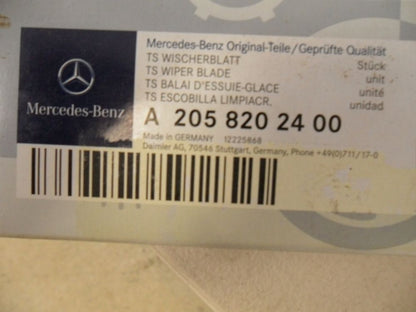 Mercedes-Benz Original-Teile/Geprüfte Qualität
TS WISCHERBLATT Stück
TS WIPER BLADE unit
TS BALAI D'ESSUIE-GLACE unité
TS ESCOBILLA LIMPIACR. unidad
Mercedes-Benz
A 205 820 24 00
Made in GERMANY 12225868
Daimler AG, 70546 Stuttgart, Germany, Phone +49(0)711/17-0